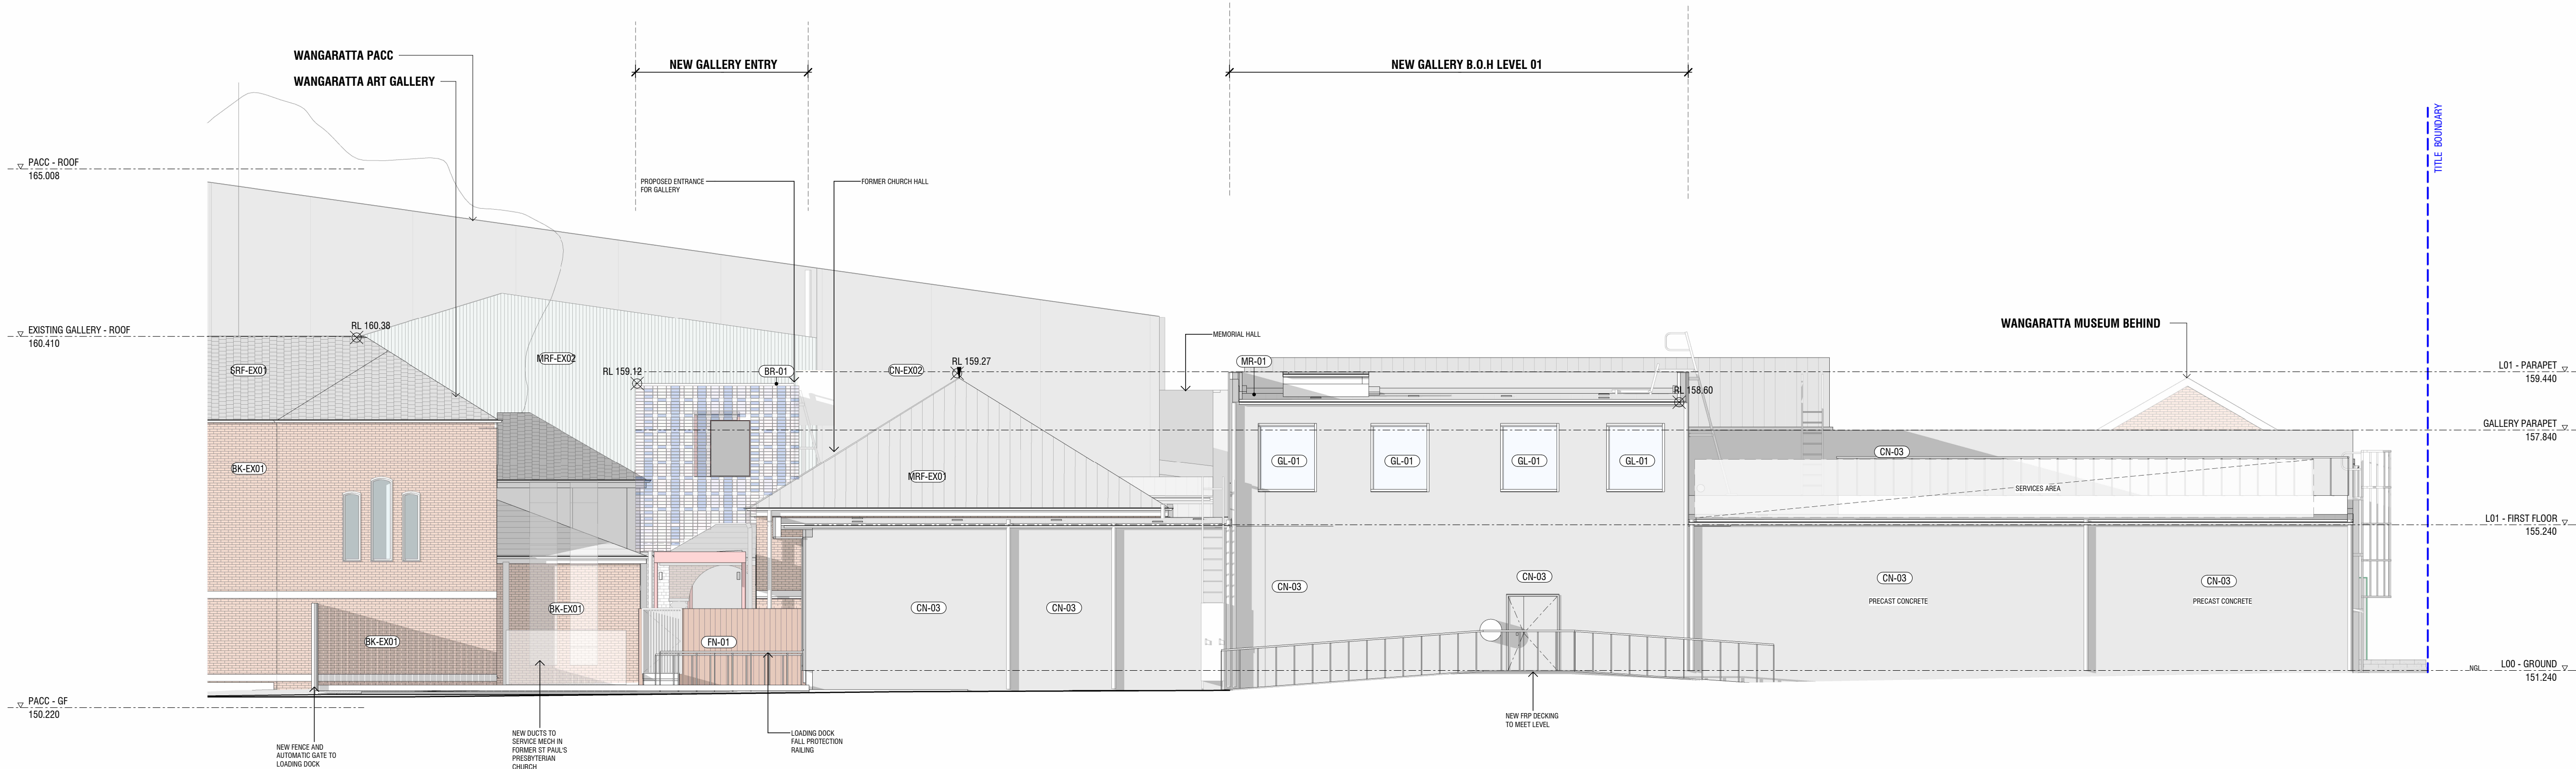 WANGARATTA PACC
WANGARATTA ART GALLERY
NEW GALLERY ENTRY
NEW GALLERY B.O.H LEVEL 01
TITLE BOUNDARY
PACC - ROOF
165.008
PROPOSED ENTRANCE
FOR GALLERY
FORMER CHURCH HALL
EXISTING GALLERY - ROOF
160.410
RL 160.38
MRF-EX02
SRF-EX01
RL 159.12
BR-01
CN-EX02
RL 159.27
MEMORIAL HALL
MR-01
RL 158.60
WANGARATTA MUSEUM BEHIND
L01 - PARAPET
159.440
GALLERY PARAPET
157.840
BK-EX01
MRF-EX01
GL-01
GL-01
GL-01
GL-01
CN-03
SERVICES AREA
L01 - FIRST FLOOR
155.240
BK-EX01
BK-EX01
FN-01
CN-03
CN-03
CN-03
CN-03
CN-03
PRECAST CONCRETE
CN-03
PRECAST CONCRETE
NGL
L00 - GROUND
151.240
PACC - GF
150.220
NEW FENCE AND
AUTOMATIC GATE TO
LOADING DOCK
NEW DUCTS TO
SERVICE MECH IN
FORMER ST PAUL'S
PRESBYTERIAN
CHURCH
LOADING DOCK
FALL PROTECTION
RAILING
NEW FRP DECKING
TO MEET LEVEL